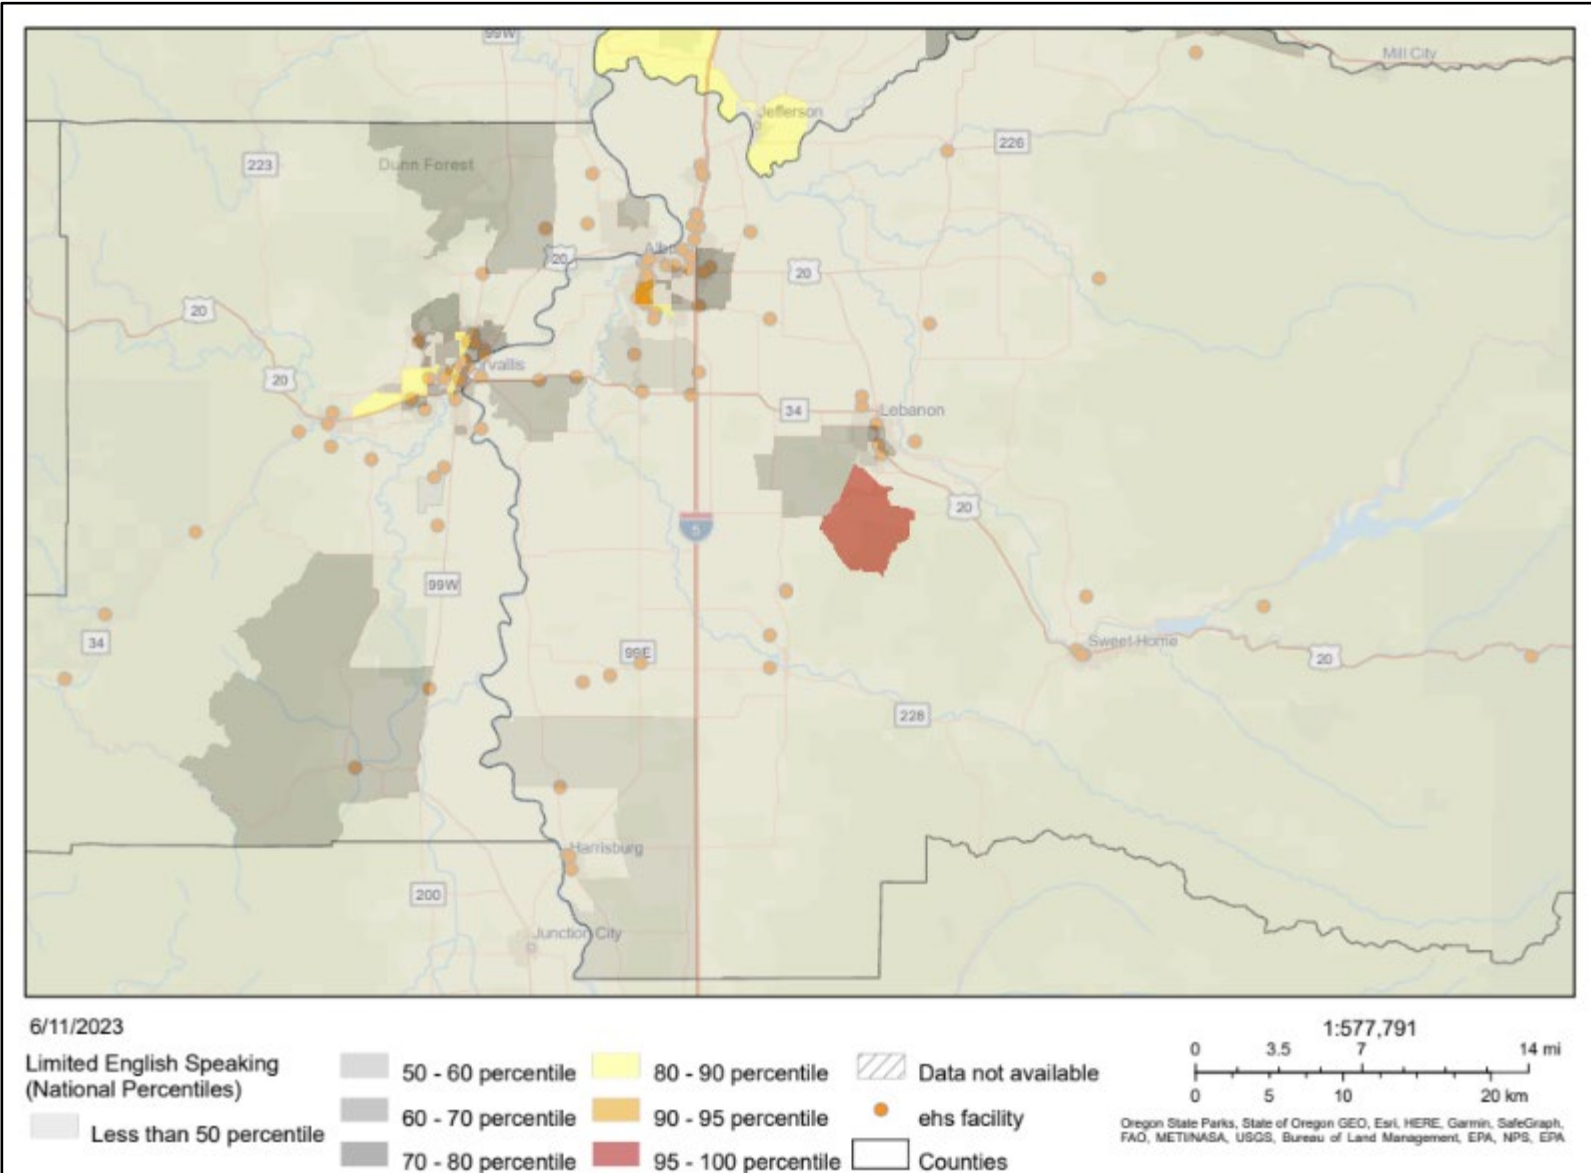 99W
Mill City
Jefferson
226
223
Dunn Forest
20
Alb
20
20
20
vallis
34
Lebanon
20
5
99W
34
99E
Sweet Home
20
228
Harrisburg
200
Junction City
6/11/2023
1:577,791
Limited English Speaking
(National Percentiles)
Less than 50 percentile
50 - 60 percentile
60 - 70 percentile
70 - 80 percentile
80 - 90 percentile
90 - 95 percentile
95 - 100 percentile
Data not available
ehs facility
Counties
0 3.5 7 14 mi
0 5 10 20 km
Oregon State Parks, State of Oregon GEO, Esri, HERE, Garmin, SafeGraph,
FAO, METI/NASA, USGS, Bureau of Land Management, EPA, NPS, EPA